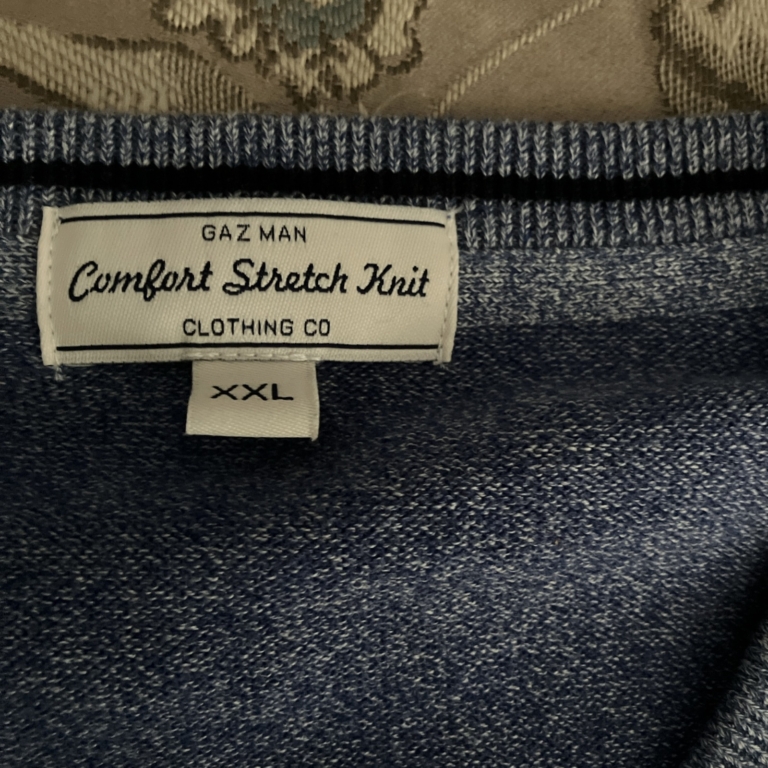 GAZ MAN
Comfort Stretch Knit
CLOTHING CO
XXL